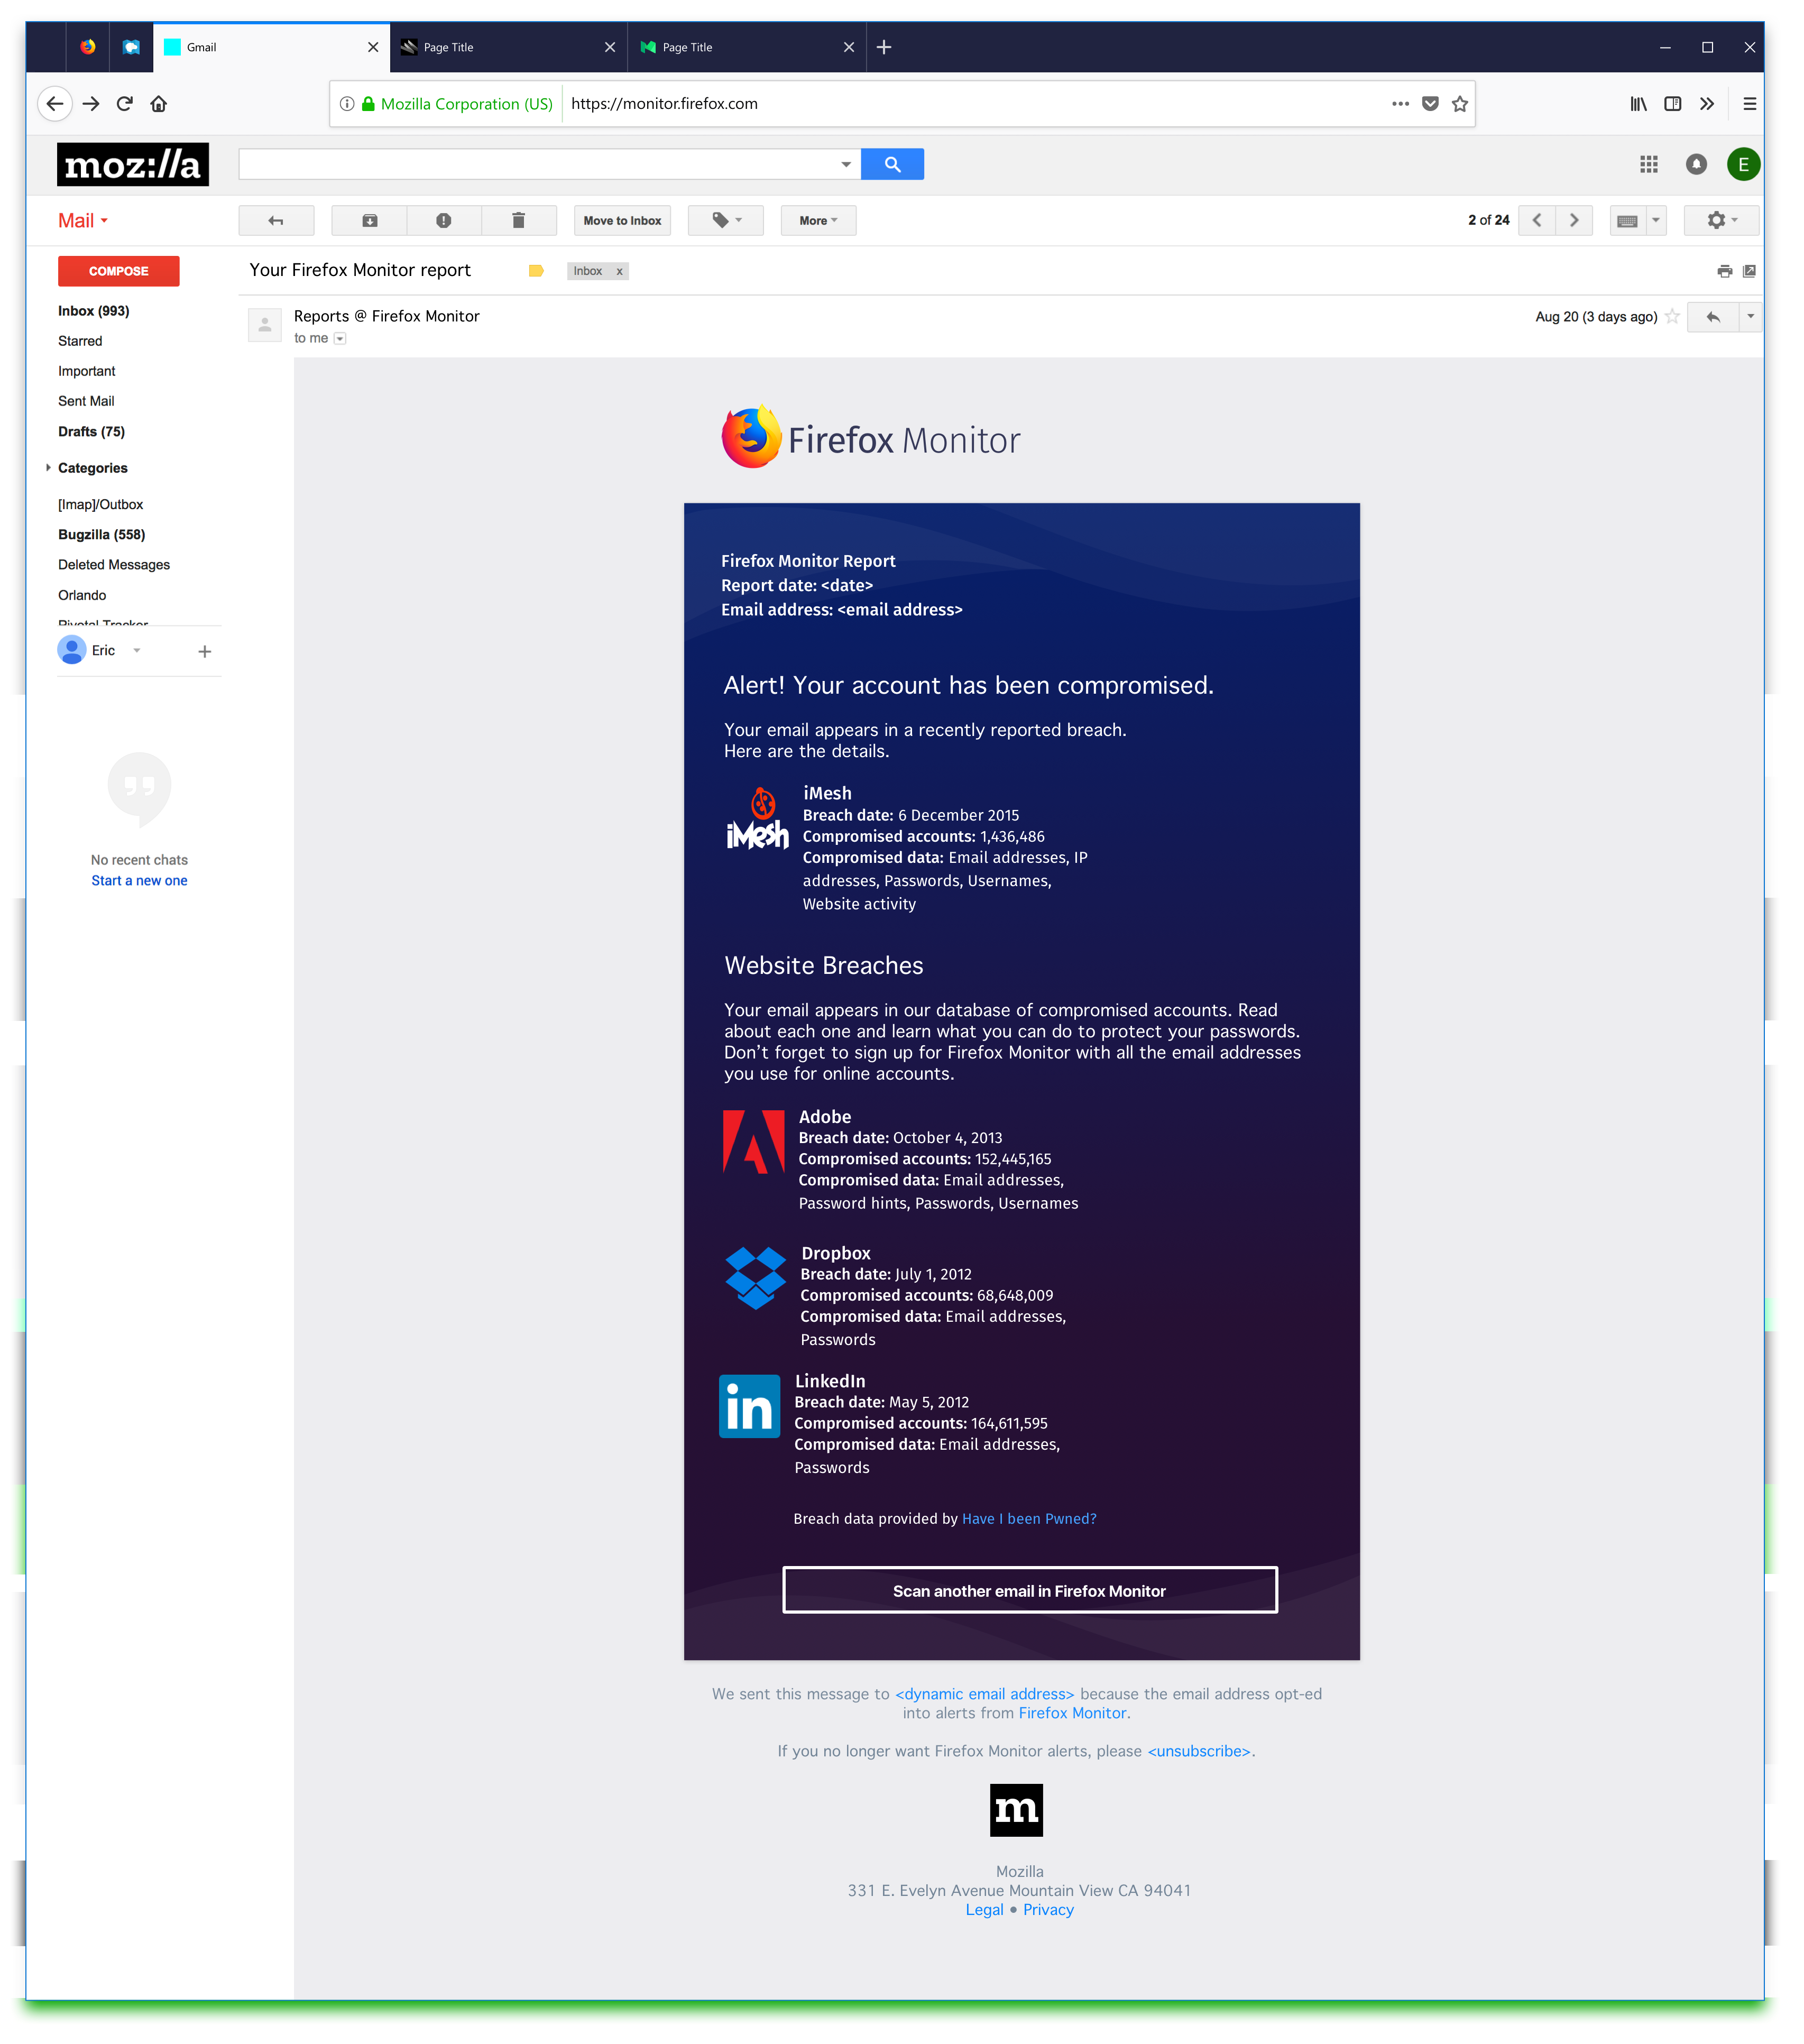 Gmail
Page Title
Page Title
Mozilla Corporation (US)
https://monitor.firefox.com
moz://a
E
Mail
Move to Inbox
More
2 of 24
COMPOSE
Your Firefox Monitor report
Inbox x
Inbox (993)
Starred
Important
Sent Mail
Drafts (75)
Categories
[Imap]/Outbox
Bugzilla (558)
Deleted Messages
Orlando
Pivotal Tracker
Eric
No recent chats
Start a new one
Reports @ Firefox Monitor
to me
Aug 20 (3 days ago)
Firefox Monitor
Firefox Monitor Report
Report date: <date>
Email address: <email address>
Alert! Your account has been compromised.
Your email appears in a recently reported breach.
Here are the details.
iMesh
iMesh
Breach date: 6 December 2015
Compromised accounts: 1,436,486
Compromised data: Email addresses, IP
addresses, Passwords, Usernames,
Website activity
Website Breaches
Your email appears in our database of compromised accounts. Read
about each one and learn what you can do to protect your passwords.
Don’t forget to sign up for Firefox Monitor with all the email addresses
you use for online accounts.
Adobe
Breach date: October 4, 2013
Compromised accounts: 152,445,165
Compromised data: Email addresses,
Password hints, Passwords, Usernames
Dropbox
Breach date: July 1, 2012
Compromised accounts: 68,648,009
Compromised data: Email addresses,
Passwords
in
LinkedIn
Breach date: May 5, 2012
Compromised accounts: 164,611,595
Compromised data: Email addresses,
Passwords
Breach data provided by Have I been Pwned?
Scan another email in Firefox Monitor
We sent this message to <dynamic email address> because the email address opt-ed
into alerts from Firefox Monitor.
If you no longer want Firefox Monitor alerts, please <unsubscribe>.
m
Mozilla
331 E. Evelyn Avenue Mountain View CA 94041
Legal • Privacy